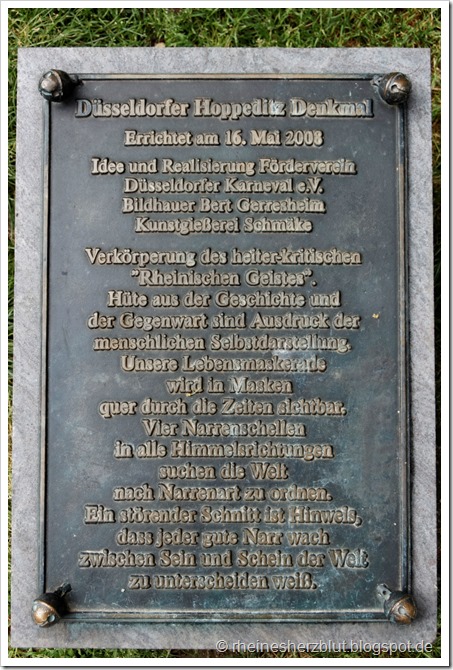 Düsseldorfer Hoppeditz Denkmal
Errichtet am 16. Mai 2008
Idee und Realisierung Förderverein
Düsseldorfer Karneval e.V.
Bildhauer Bert Gerresheim
Kunstgießerei Schmäke
Verkörperung des heiter-kritischen
"Rheinischen Geistes".
Hüte aus der Geschichte und
der Gegenwart sind Ausdruck der
menschlichen Selbstdarstellung.
Unsere Lebensmaskerade
wird in Masken
quer durch die Zeiten sichtbar.
Vier Narrenschellen
in alle Himmelsrichtungen
suchen die Welt
nach Narrenart zu ordnen.
Ein störender Schnitt ist Hinweis,
dass jeder gute Narr wach
zwischen Sein und Schein der Welt
zu unterscheiden weiß.
© rheinesherzblut.blogspot.de